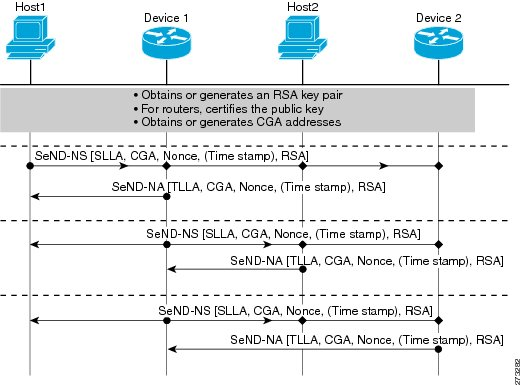 Host1
Device 1
Host2
Device 2
• Obtains or generates an RSA key pair
• For routers, certifies the public key
• Obtains or generates CGA addresses
SeND-NS [SLLA, CGA, Nonce, (Time stamp), RSA]
SeND-NA [TLLA, CGA, Nonce, (Time stamp), RSA]
SeND-NS [SLLA, CGA, Nonce, (Time stamp), RSA]
SeND-NA [TLLA, CGA, Nonce, (Time stamp), RSA]
SeND-NS [SLLA, CGA, Nonce, (Time stamp), RSA]
SeND-NA [TLLA, CGA, Nonce, (Time stamp), RSA]
273282